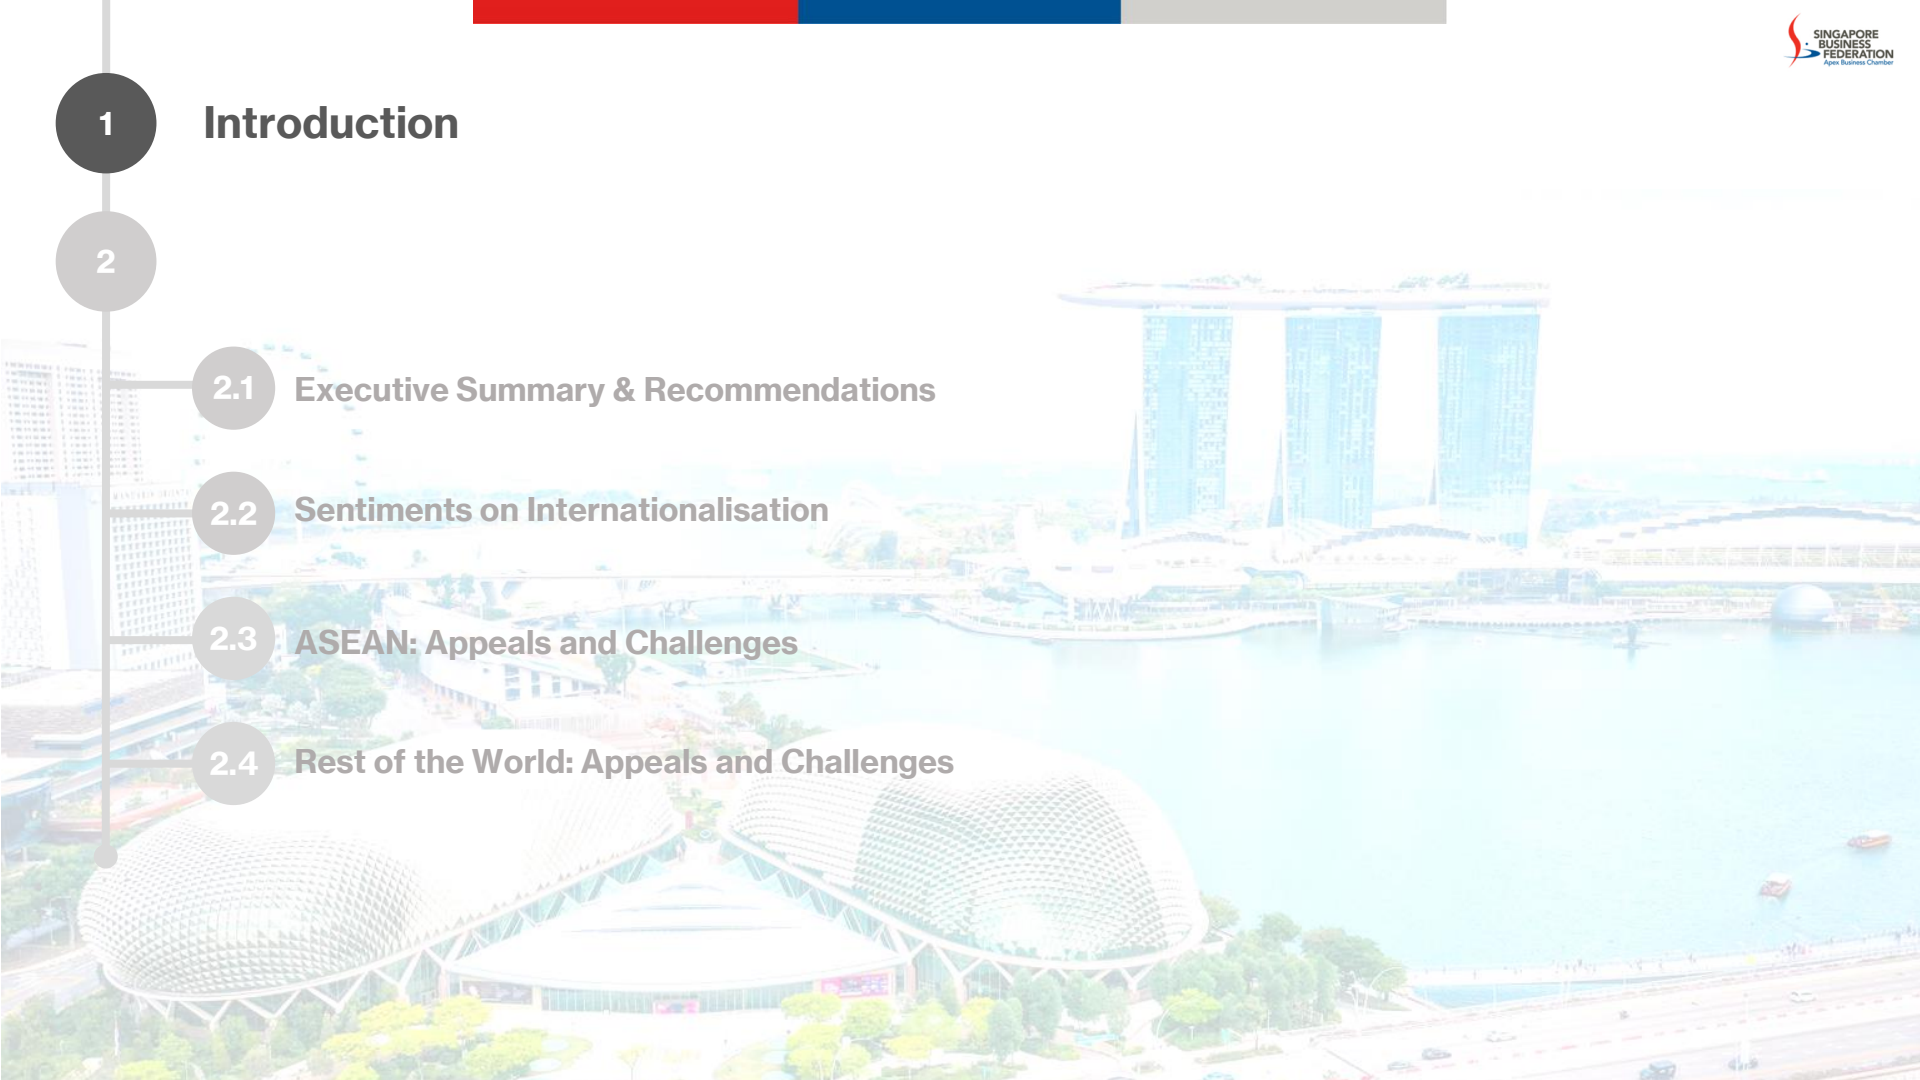 SINGAPORE
BUSINESS
FEDERATION
Apex Business Chamber
1 Introduction
2
2.1 Executive Summary & Recommendations
2.2 Sentiments on Internationalisation
2.3 ASEAN: Appeals and Challenges
2.4 Rest of the World: Appeals and Challenges